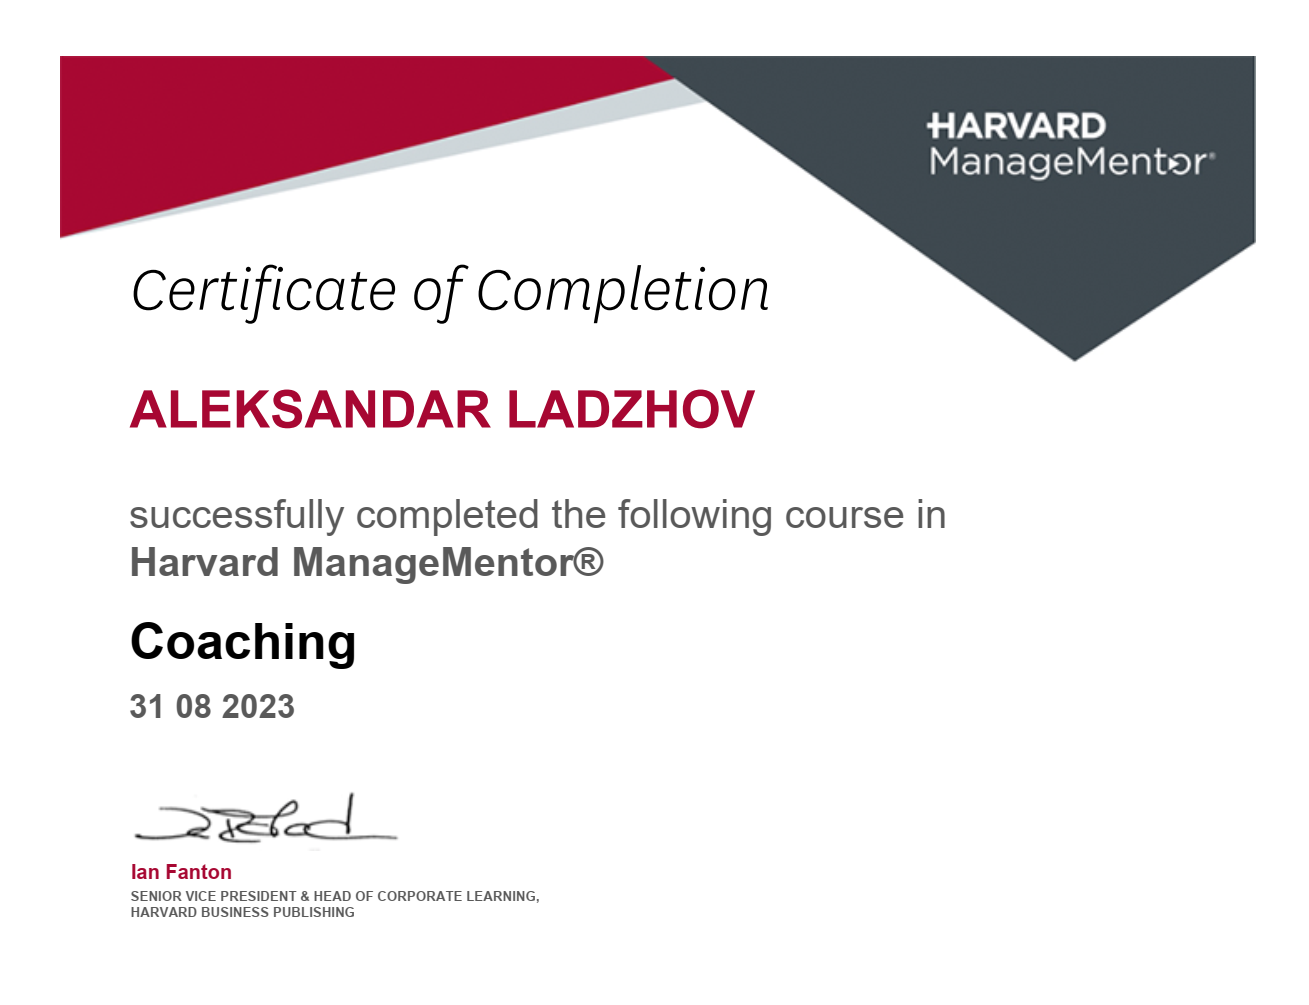 HARVARD
ManageMentor®
Certificate of Completion
ALEKSANDAR LADZHOV
successfully completed the following course in
Harvard ManageMentor®
Coaching
31 08 2023
Ian Fanton
SENIOR VICE PRESIDENT & HEAD OF CORPORATE LEARNING,
HARVARD BUSINESS PUBLISHING